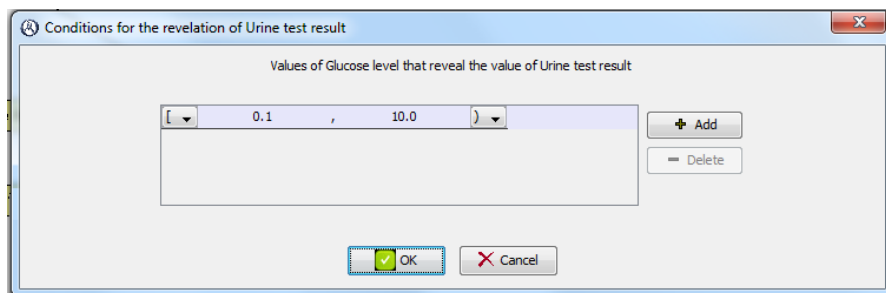 Conditions for the revelation of Urine test result
Values of Glucose level that reveal the value of Urine test result
[ 0.1 , 10.0 )
Add
Delete
OK Cancel